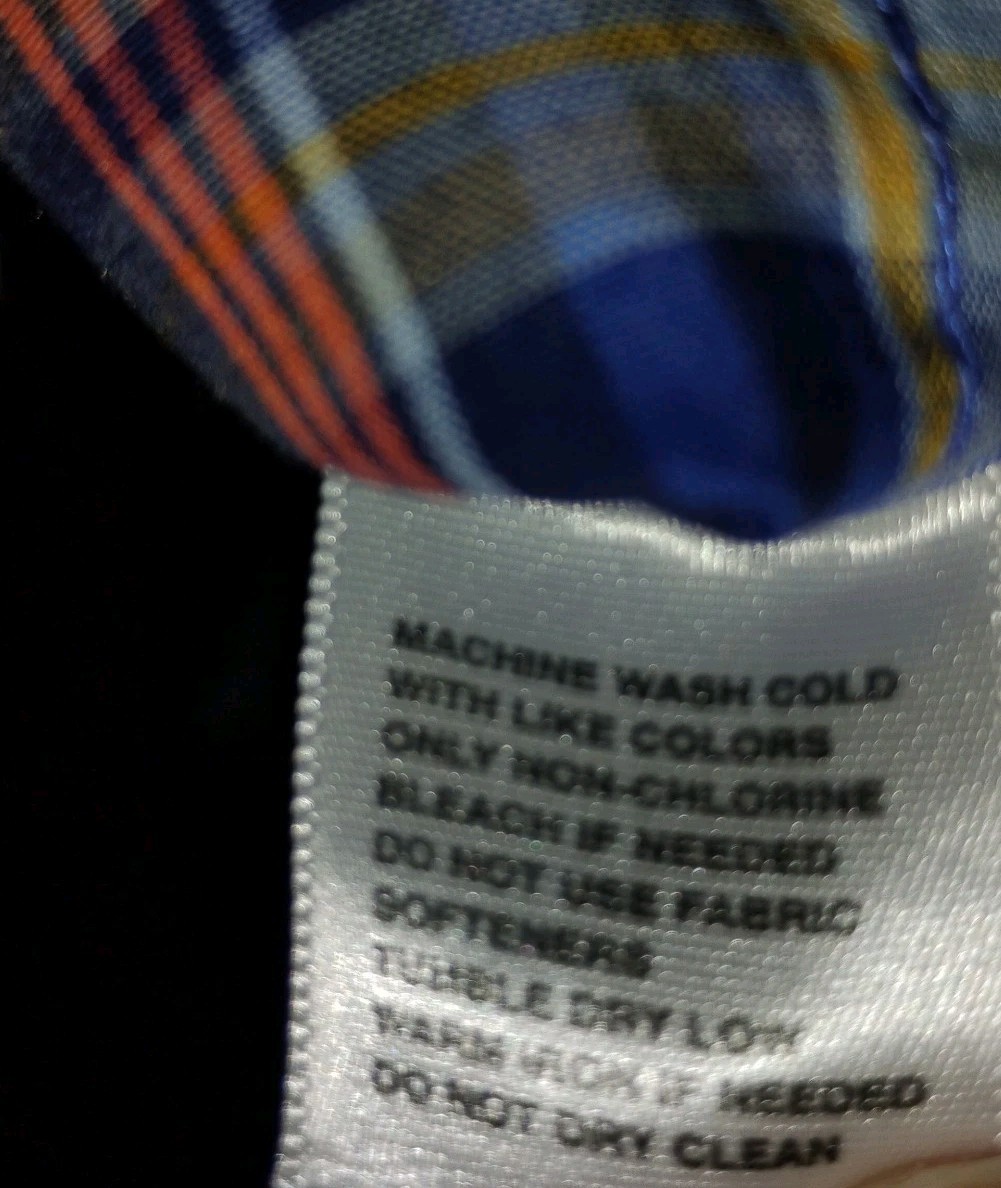 MACHINE WASH COLD
WITH LIKE COLORS
ONLY NON-CHLORINE
BLEACH IF NEEDED
DO NOT USE FABRIC
SOFTENERS
TUMBLE DRY LOW
WARM IRON IF NEEDED
DO NOT DRY CLEAN